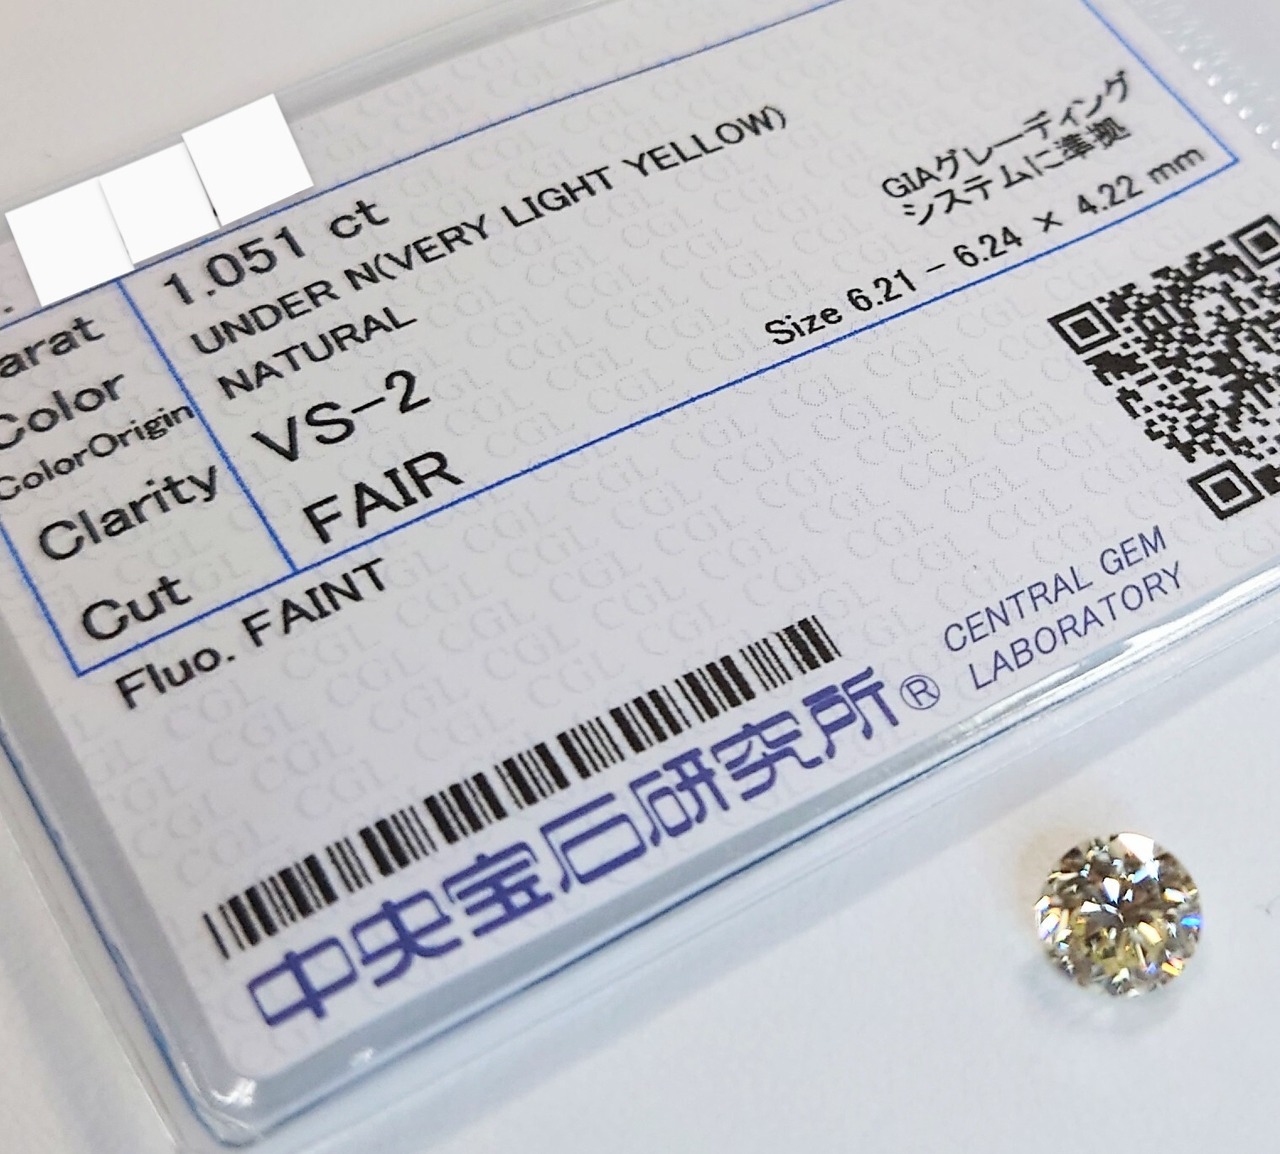 1.051 ct
Color UNDER N(VERY LIGHT YELLOW)
ColorOrigin NATURAL
Clarity VS-2
Cut FAIR
GIAグレーディング
システムに準拠
Size 6.21 - 6.24 × 4.22 mm
Fluo. FAINT
中央宝石研究所®
CENTRAL GEM
LABORATORY